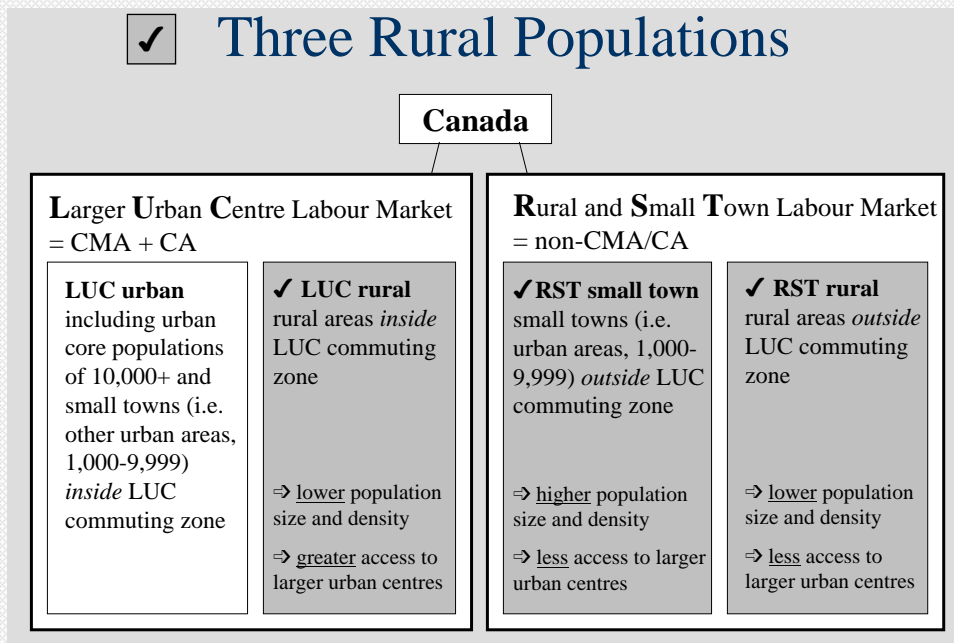 ✓ Three Rural Populations
Canada
Larger Urban Centre Labour Market
= CMA + CA
LUC urban
including urban
core populations
of 10,000+ and
small towns (i.e.
other urban areas,
1,000-9,999)
inside LUC
commuting zone
✓ LUC rural
rural areas inside
LUC commuting
zone
➩ lower population
size and density
➩ greater access to
larger urban centres
Rural and Small Town Labour Market
= non-CMA/CA
✓RST small town
small towns (i.e.
urban areas, 1,000-
9,999) outside LUC
commuting zone
➩ higher population
size and density
➩ less access to larger
urban centres
✓ RST rural
rural areas outside
LUC commuting
zone
➩ lower population
size and density
➩ less access to
larger urban centres